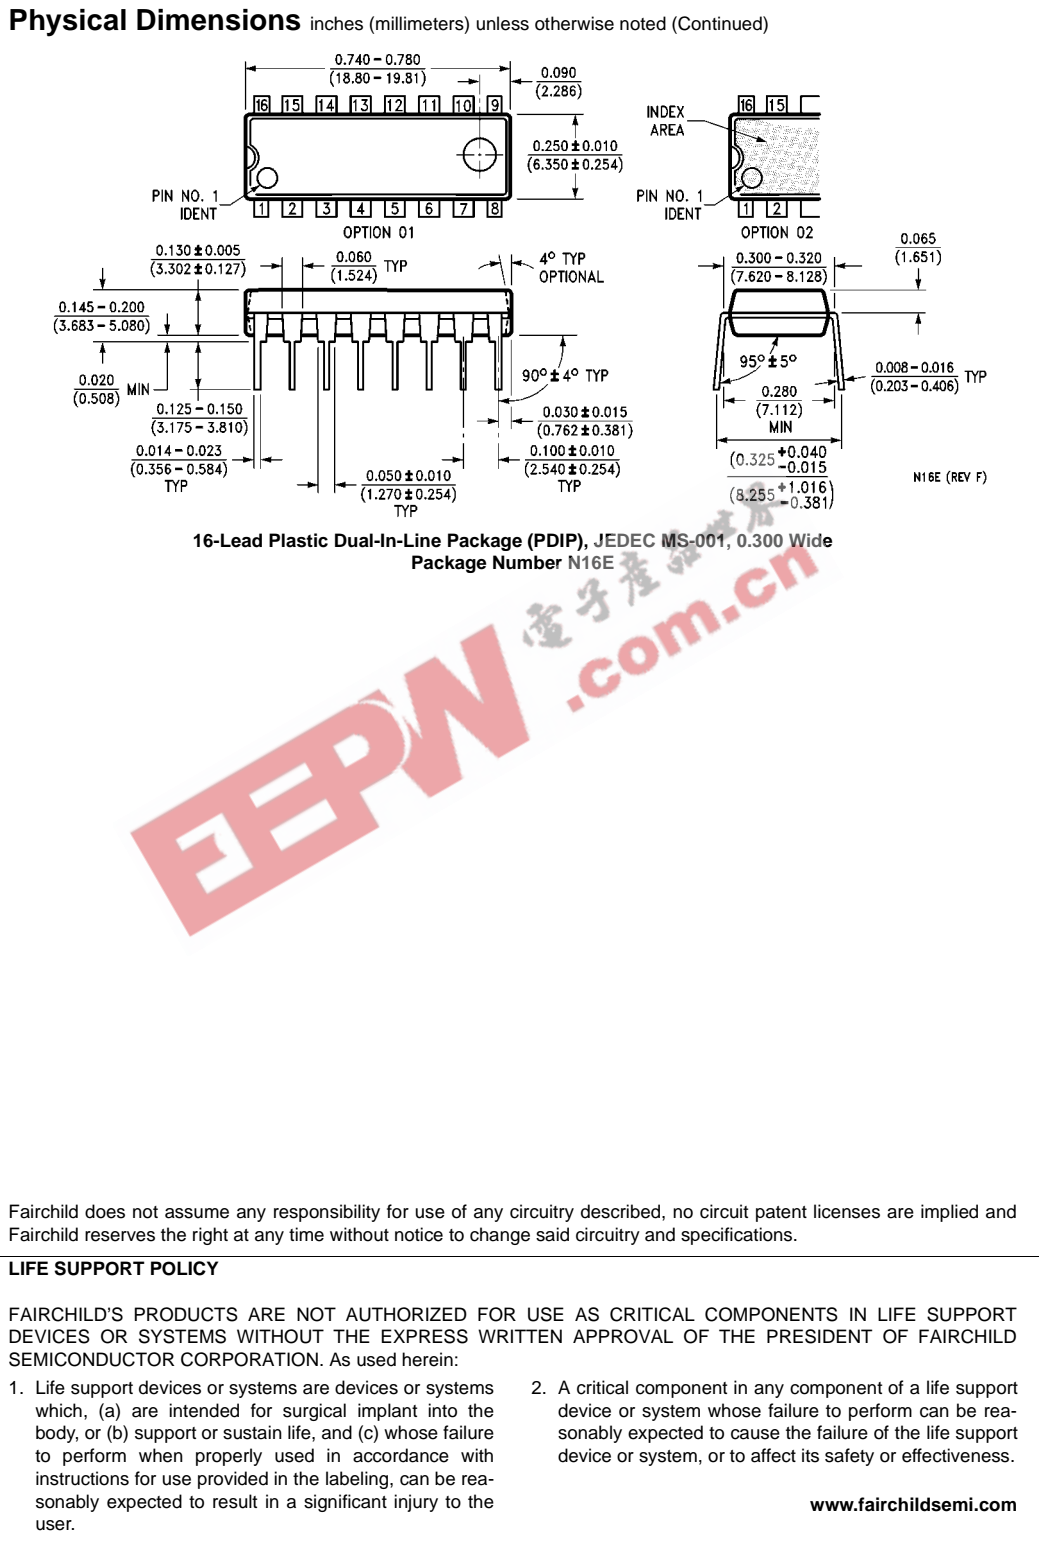 Physical Dimensions inches (millimeters) unless otherwise noted (Continued)
0.740 – 0.780
(18.80 – 19.81)
0.090
(2.286)
16 15 14 13 12 11 10 9
0.250 ± 0.010
(6.350 ± 0.254)
PIN NO. 1
IDENT
1 2 3 4 5 6 7 8
OPTION 01
INDEX
AREA
16 15
PIN NO. 1
IDENT
1 2
OPTION 02
0.130 ± 0.005
(3.302 ± 0.127)
0.060
(1.524)
TYP
4° TYP
OPTIONAL
0.145 – 0.200
(3.683 – 5.080)
0.020
(0.508)
MIN
0.125 – 0.150
(3.175 – 3.810)
0.014 – 0.023
(0.356 – 0.584)
TYP
0.050 ± 0.010
(1.270 ± 0.254)
TYP
90° ± 4° TYP
0.030 ± 0.015
(0.762 ± 0.381)
0.100 ± 0.010
(2.540 ± 0.254)
TYP
0.300 – 0.320
(7.620 – 8.128)
0.065
(1.651)
95° ± 5°
0.008 – 0.016
(0.203 – 0.406)
TYP
0.280
(7.112)
MIN
(0.325 +0.040
–0.015
(8.255 +1.016
–0.381)
N16E (REV F)
16-Lead Plastic Dual-In-Line Package (PDIP), JEDEC MS-001, 0.300 Wide
Package Number N16E
電子產品世界
EEPW.com.cn
Fairchild does not assume any responsibility for use of any circuitry described, no circuit patent licenses are implied and
Fairchild reserves the right at any time without notice to change said circuitry and specifications.
LIFE SUPPORT POLICY
FAIRCHILD'S PRODUCTS ARE NOT AUTHORIZED FOR USE AS CRITICAL COMPONENTS IN LIFE SUPPORT
DEVICES OR SYSTEMS WITHOUT THE EXPRESS WRITTEN APPROVAL OF THE PRESIDENT OF FAIRCHILD
SEMICONDUCTOR CORPORATION. As used herein:
1. Life support devices or systems are devices or systems
which, (a) are intended for surgical implant into the
body, or (b) support or sustain life, and (c) whose failure
to perform when properly used in accordance with
instructions for use provided in the labeling, can be rea-
sonably expected to result in a significant injury to the
user.
2. A critical component in any component of a life support
device or system whose failure to perform can be rea-
sonably expected to cause the failure of the life support
device or system, or to affect its safety or effectiveness.
www.fairchildsemi.com